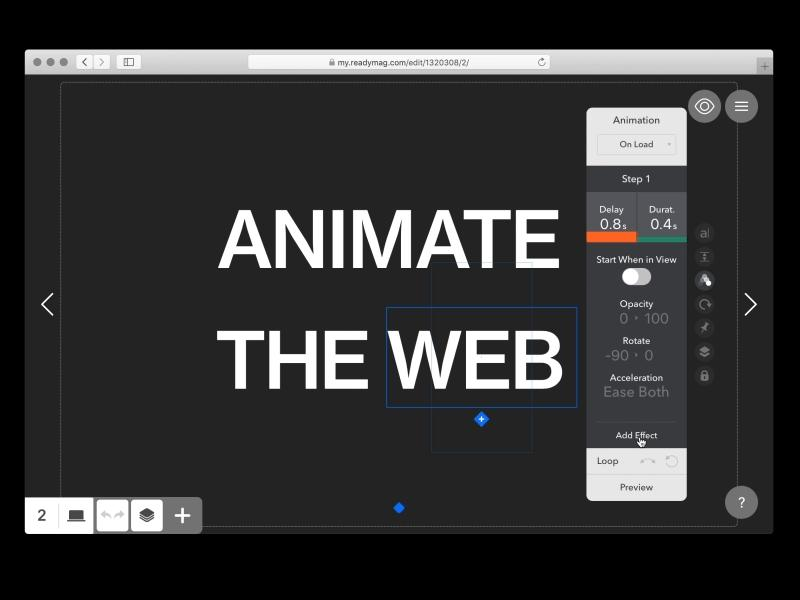 my.readymag.com/edit/1320308/2/
Animation
On Load
Step 1
Delay
0.8s
Durat.
0.4s
Start When in View
Opacity
0 ▸ 100
Rotate
-90 ▸ 0
Acceleration
Ease Both
Add Effect
Loop
Preview
ANIMATE
THE WEB
a|
2
?